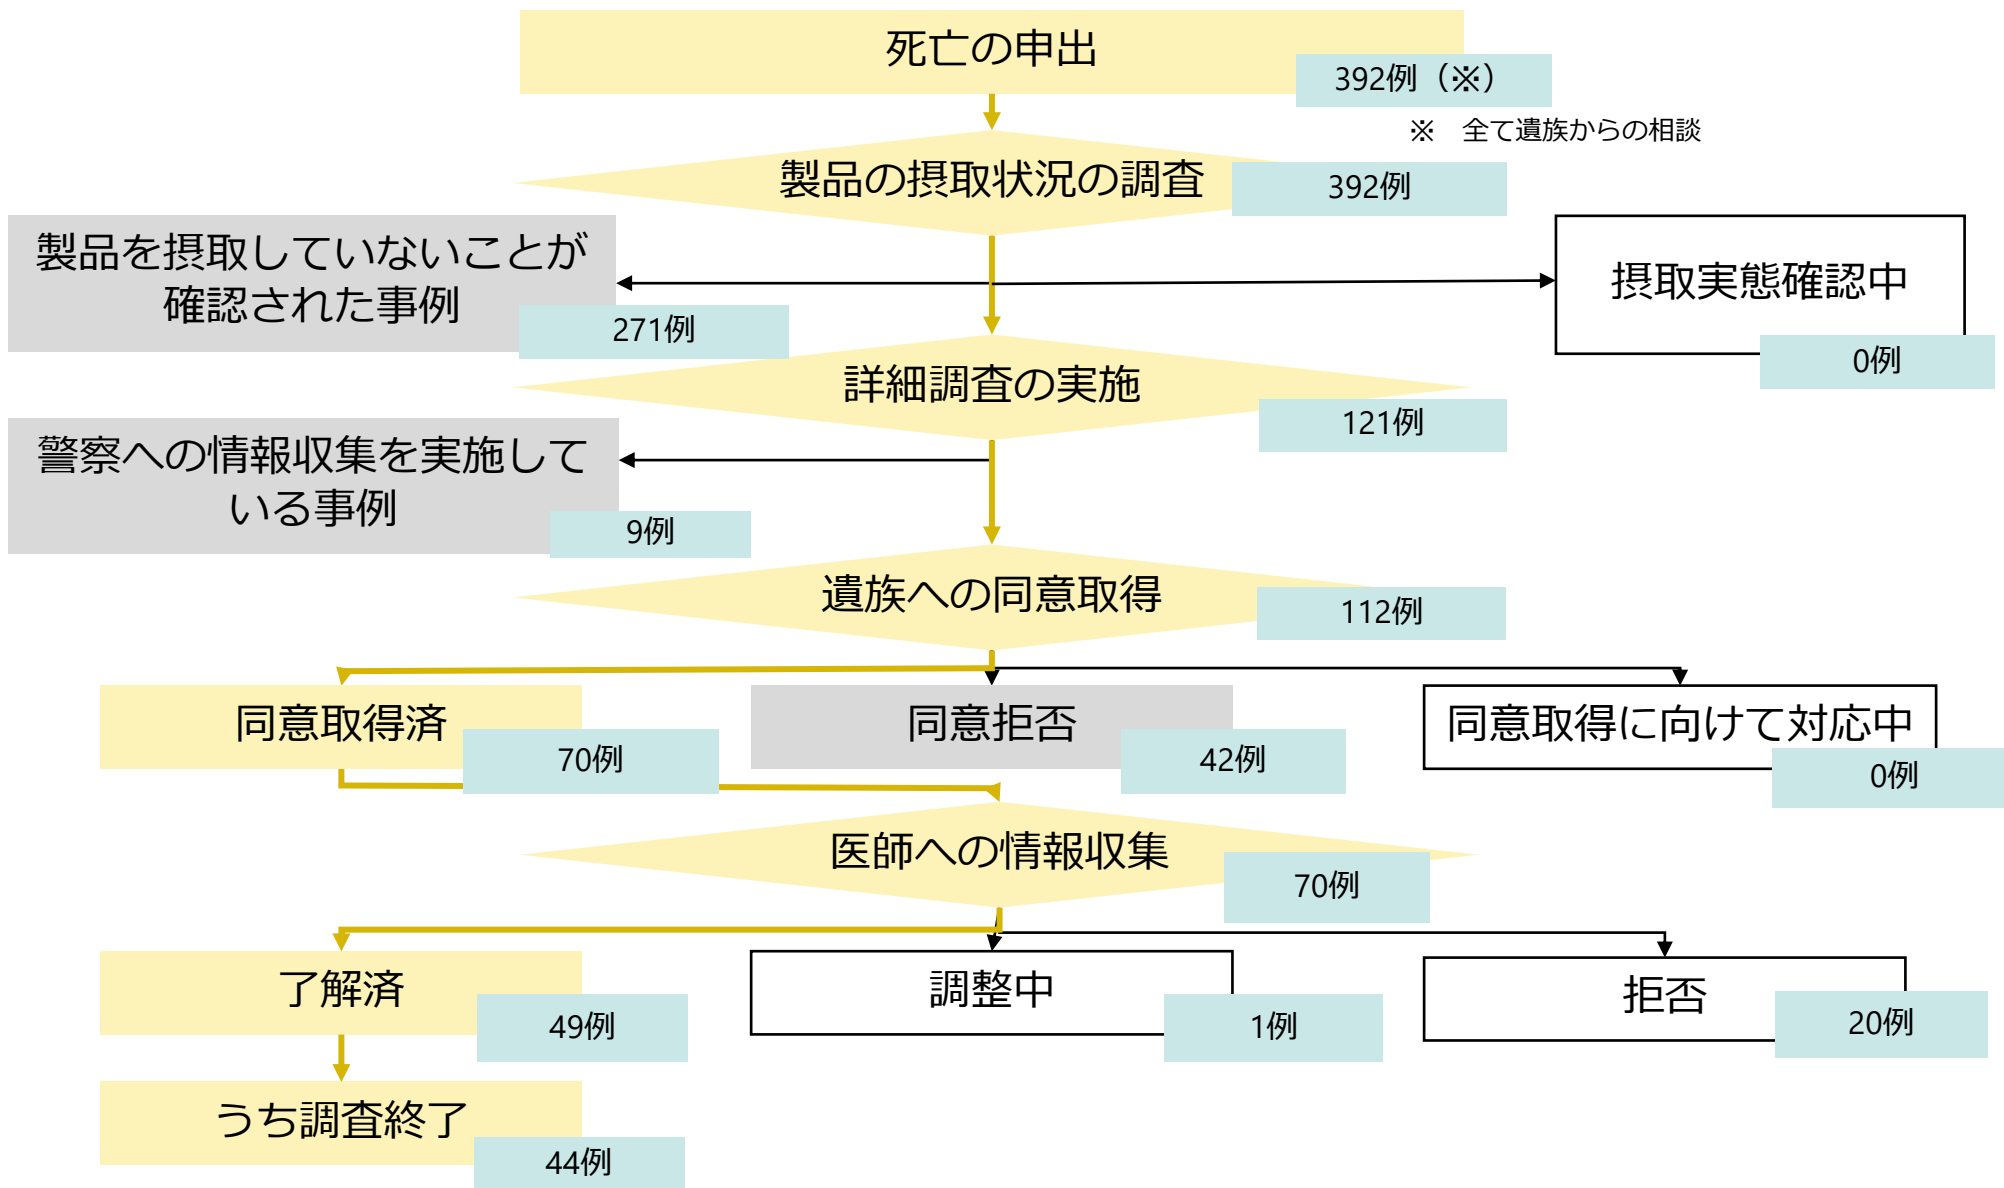 死亡の申出
392例（※）
※　全て遺族からの相談
製品の摂取状況の調査
392例
製品を摂取していないことが
確認された事例
271例
摂取実態確認中
0例
詳細調査の実施
121例
警察への情報収集を実施して
いる事例
9例
遺族への同意取得
112例
同意取得済
70例
同意拒否
42例
同意取得に向けて対応中
0例
医師への情報収集
70例
了解済
49例
調整中
1例
拒否
20例
うち調査終了
44例